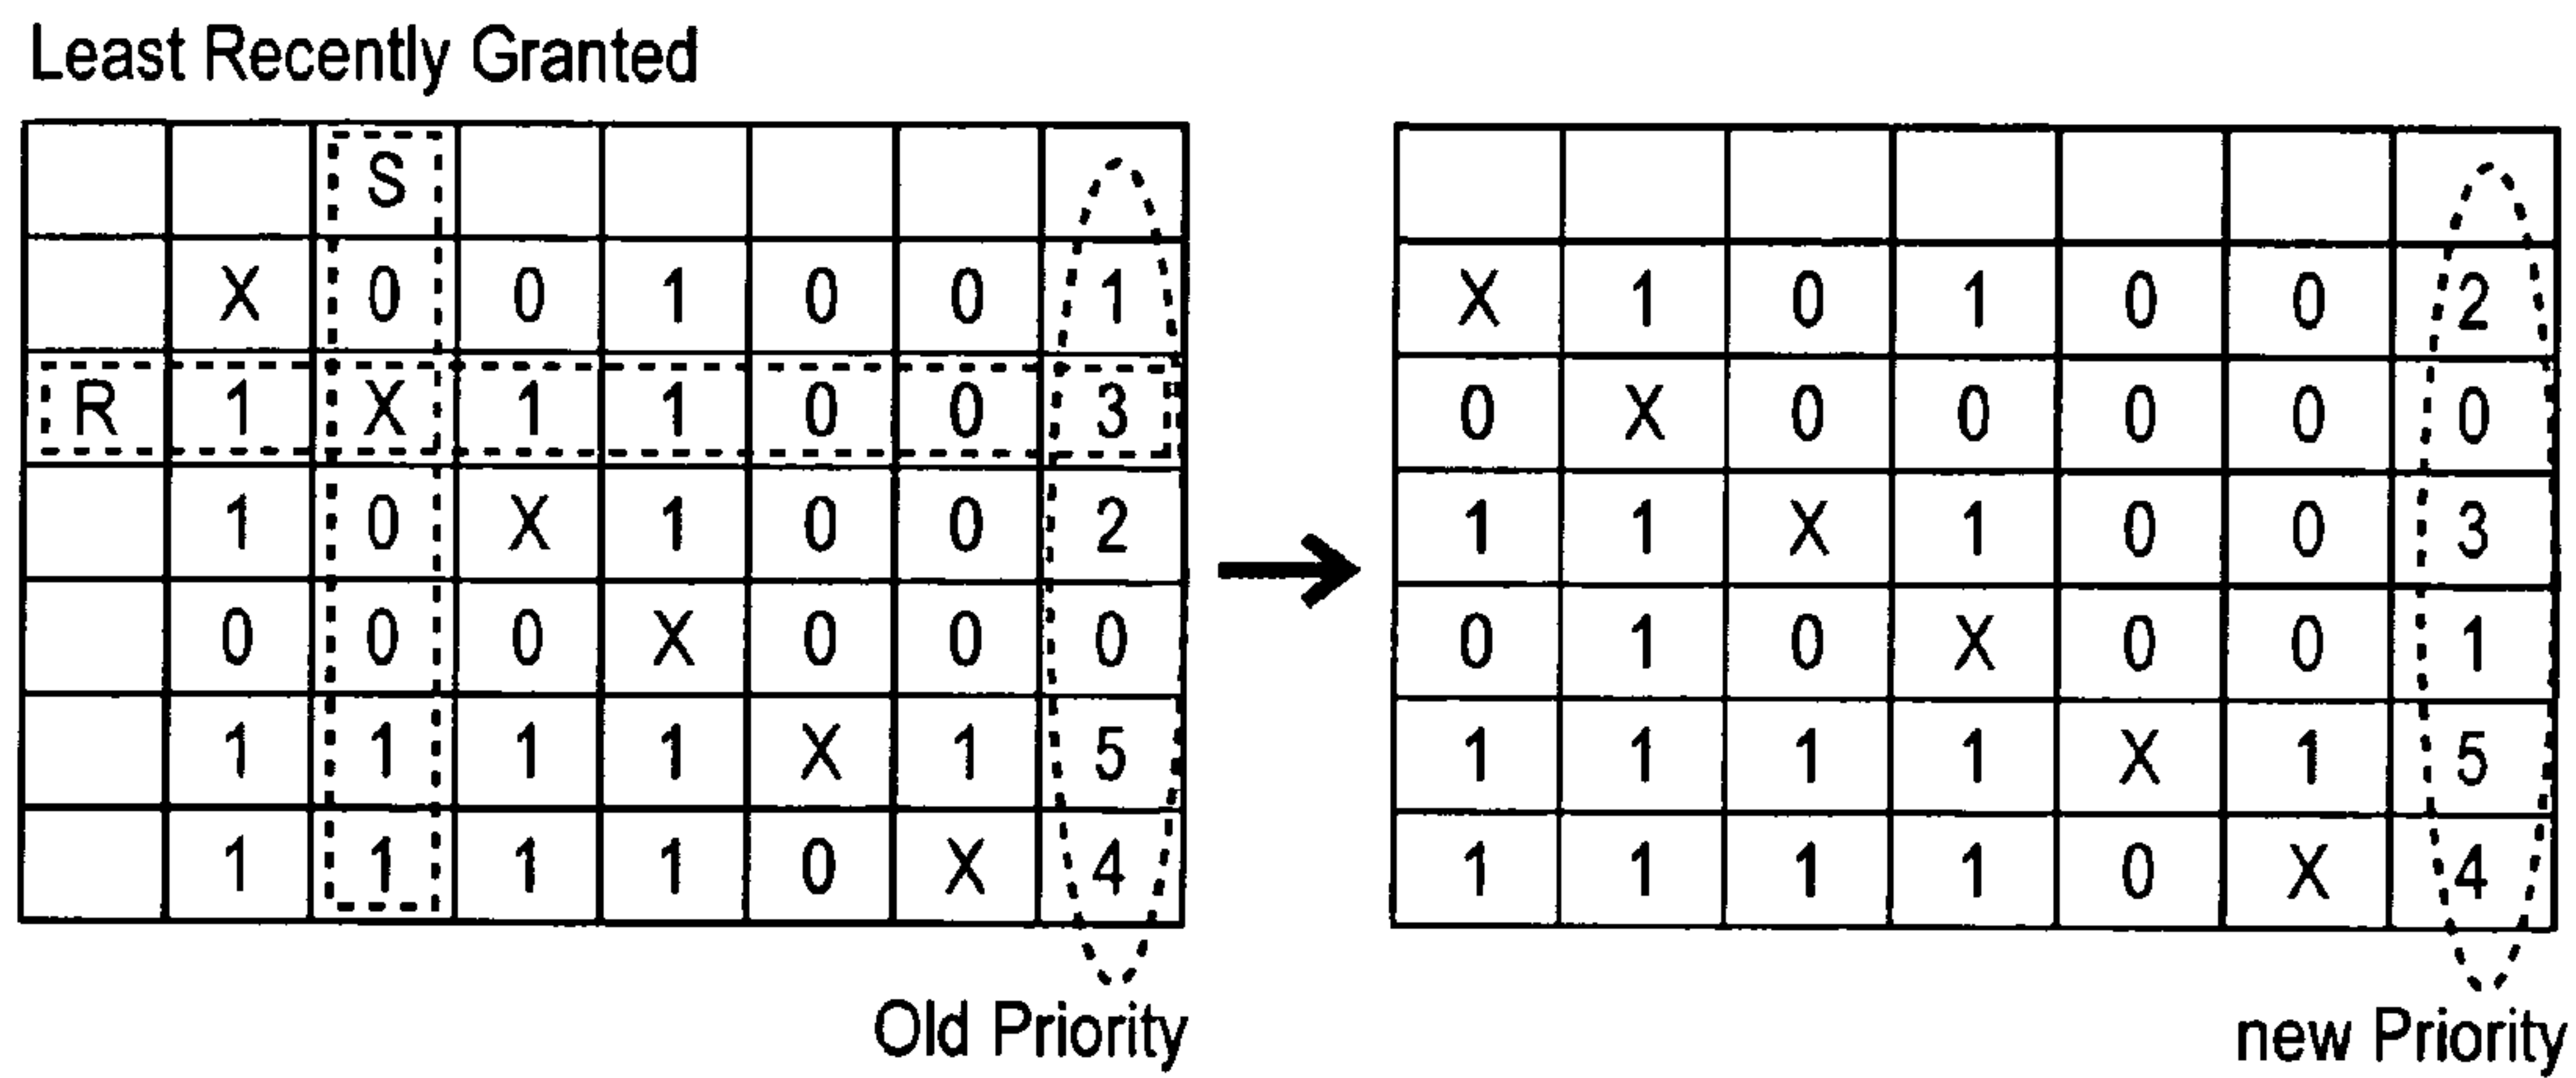 Least Recently Granted
S
X 0 0 1 0 0 1
R 1 X 1 1 0 0 3
1 0 X 1 0 0 2
0 0 0 X 0 0 0
1 1 1 1 X 1 5
1 1 1 1 0 X 4
Old Priority
X 1 0 1 0 0 2
0 X 0 0 0 0 0
1 1 X 1 0 0 3
0 1 0 X 0 0 1
1 1 1 1 X 1 5
1 1 1 1 0 X 4
new Priority